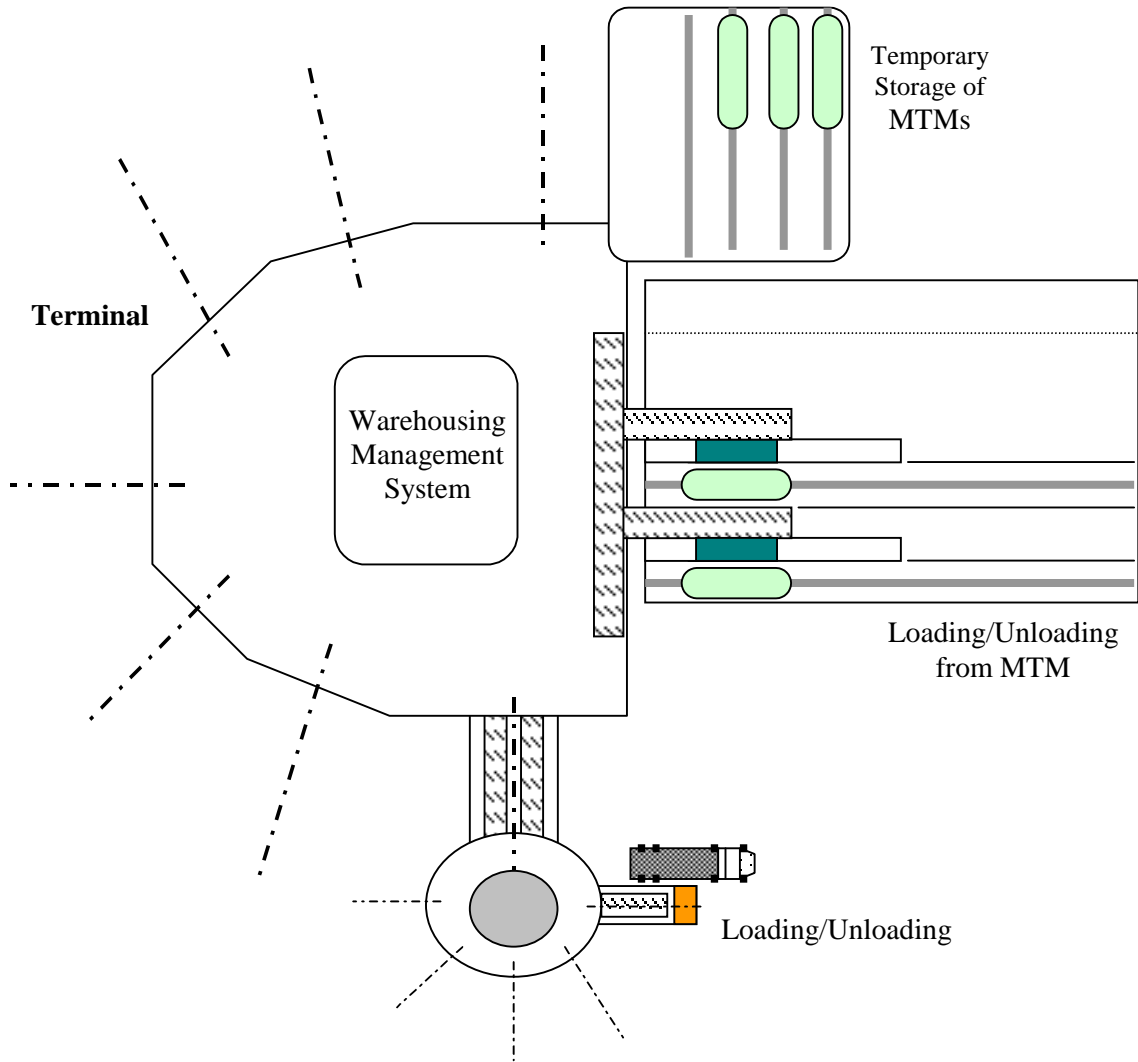 Temporary
Storage of
MTMs
Terminal
Warehousing
Management
System
Loading/Unloading
from MTM
Loading/Unloading